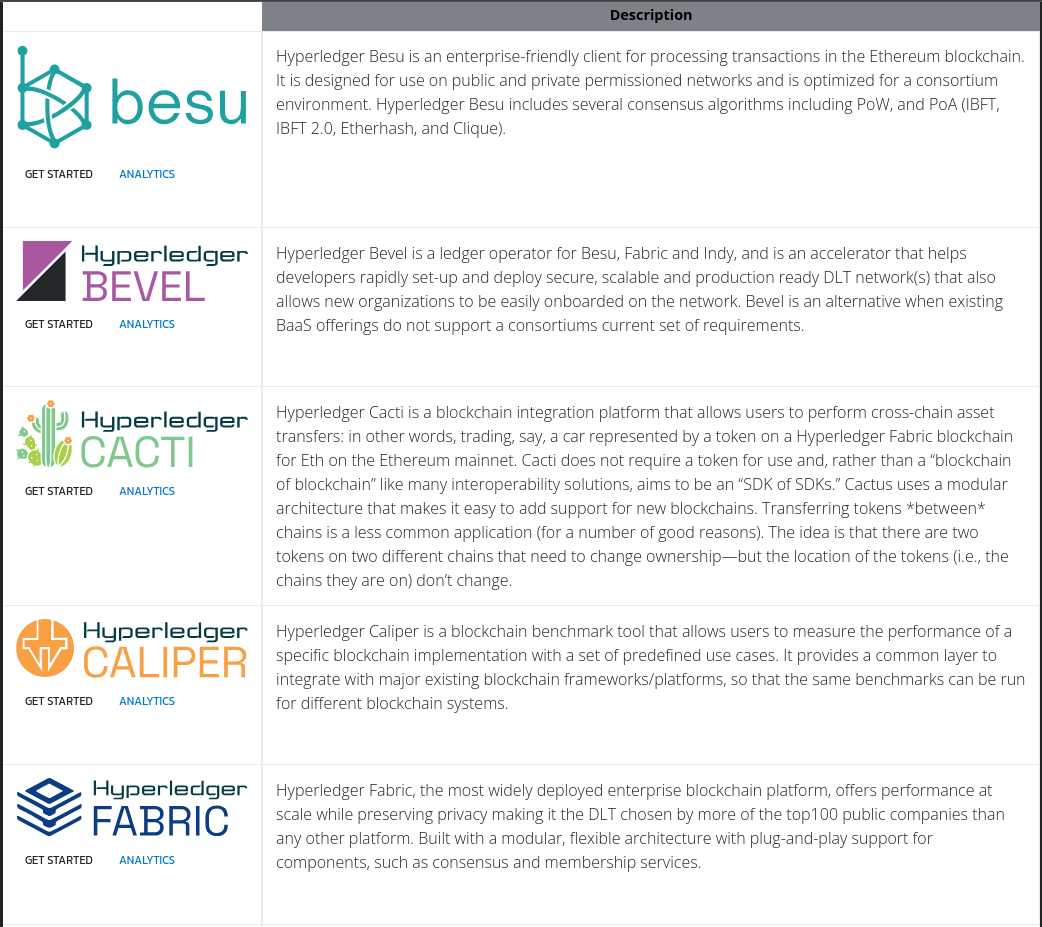 Description
besu
GET STARTED ANALYTICS
Hyperledger Besu is an enterprise-friendly client for processing transactions in the Ethereum blockchain.
It is designed for use on public and private permissioned networks and is optimized for a consortium
environment. Hyperledger Besu includes several consensus algorithms including PoW, and PoA (IBFT,
IBFT 2.0, Etherhash, and Clique).
Hyperledger
BEVEL
GET STARTED ANALYTICS
Hyperledger Bevel is a ledger operator for Besu, Fabric and Indy, and is an accelerator that helps
developers rapidly set-up and deploy secure, scalable and production ready DLT network(s) that also
allows new organizations to be easily onboarded on the network. Bevel is an alternative when existing
BaaS offerings do not support a consortiums current set of requirements.
Hyperledger
CACTI
GET STARTED ANALYTICS
Hyperledger Cacti is a blockchain integration platform that allows users to perform cross-chain asset
transfers: in other words, trading, say, a car represented by a token on a Hyperledger Fabric blockchain
for Eth on the Ethereum mainnet. Cacti does not require a token for use and, rather than a “blockchain
of blockchain” like many interoperability solutions, aims to be an “SDK of SDKs.” Cactus uses a modular
architecture that makes it easy to add support for new blockchains. Transferring tokens *between*
chains is a less common application (for a number of good reasons). The idea is that there are two
tokens on two different chains that need to change ownership—but the location of the tokens (i.e., the
chains they are on) don’t change.
Hyperledger
CALIPER
GET STARTED ANALYTICS
Hyperledger Caliper is a blockchain benchmark tool that allows users to measure the performance of a
specific blockchain implementation with a set of predefined use cases. It provides a common layer to
integrate with major existing blockchain frameworks/platforms, so that the same benchmarks can be run
for different blockchain systems.
Hyperledger
FABRIC
GET STARTED ANALYTICS
Hyperledger Fabric, the most widely deployed enterprise blockchain platform, offers performance at
scale while preserving privacy making it the DLT chosen by more of the top100 public companies than
any other platform. Built with a modular, flexible architecture with plug-and-play support for
components, such as consensus and membership services.